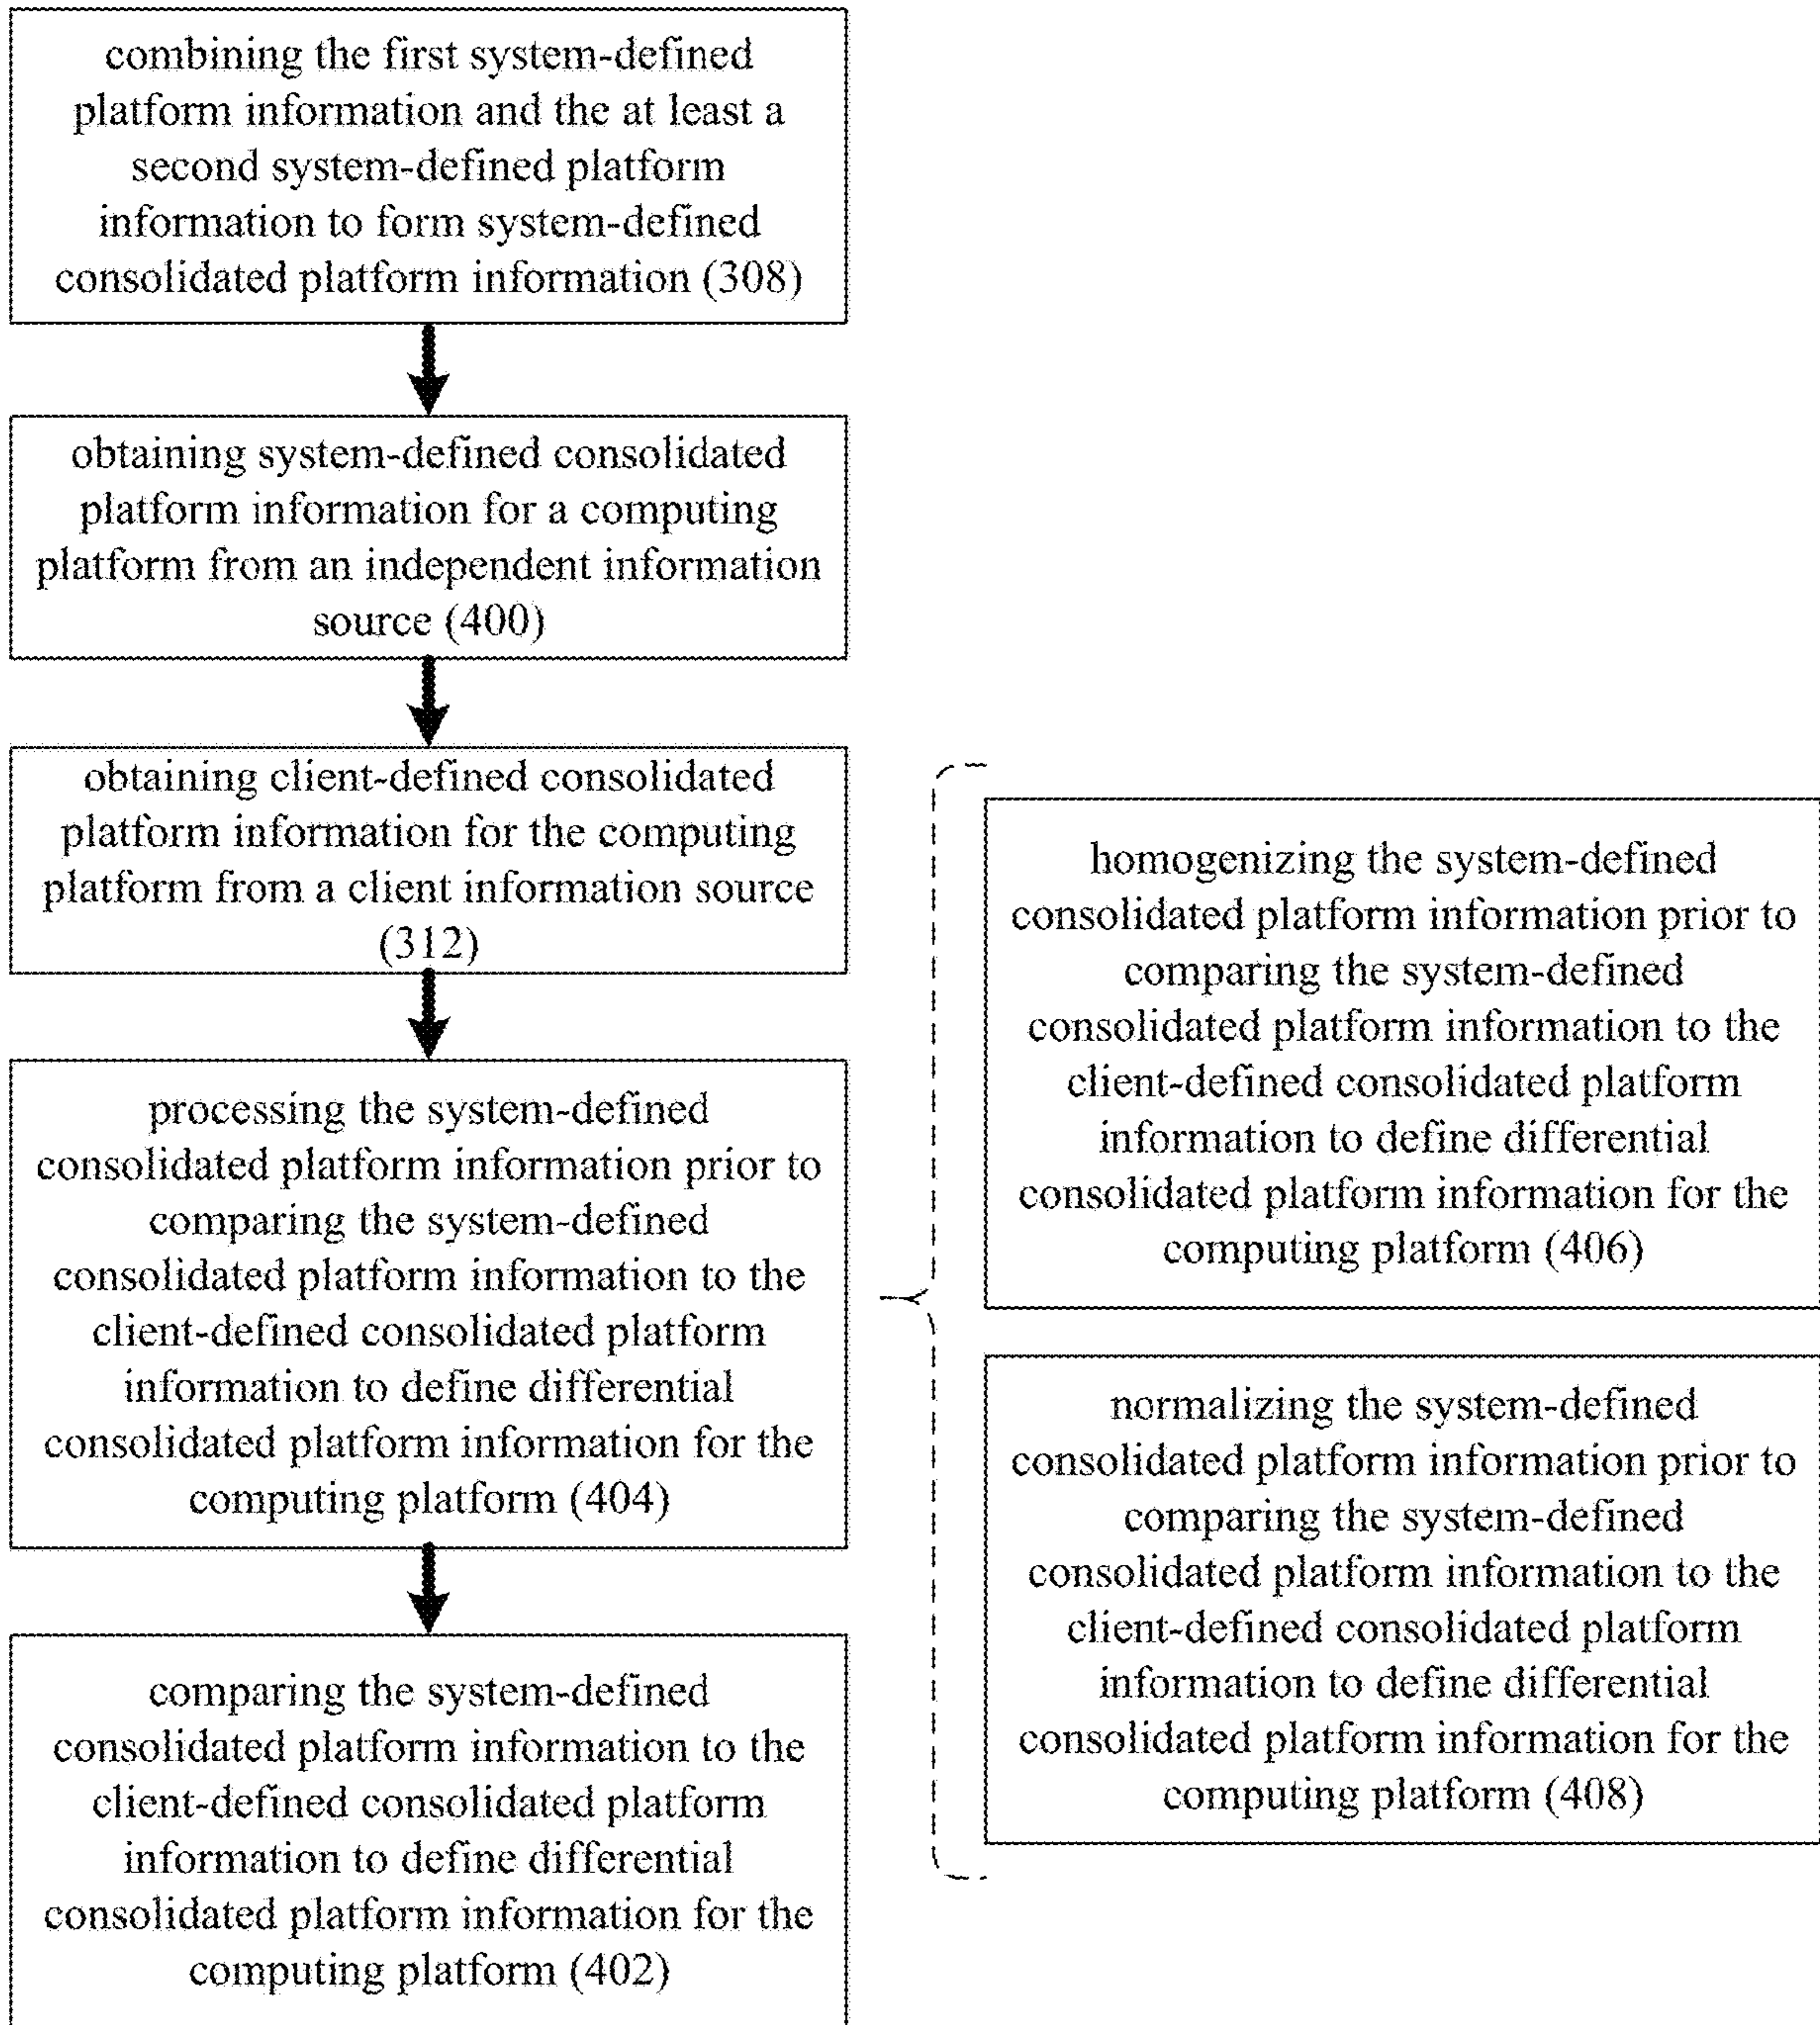 combining the first system-defined
platform information and the at least a
second system-defined platform
information to form system-defined
consolidated platform information (308)
obtaining system-defined consolidated
platform information for a computing
platform from an independent information
source (400)
obtaining client-defined consolidated
platform information for the computing
platform from a client information source
(312)
processing the system-defined
consolidated platform information prior to
comparing the system-defined
consolidated platform information to the
client-defined consolidated platform
information to define differential
consolidated platform information for the
computing platform (404)
comparing the system-defined
consolidated platform information to the
client-defined consolidated platform
information to define differential
consolidated platform information for the
computing platform (402)
homogenizing the system-defined
consolidated platform information prior to
comparing the system-defined
consolidated platform information to the
client-defined consolidated platform
information to define differential
consolidated platform information for the
computing platform (406)
normalizing the system-defined
consolidated platform information prior to
comparing the system-defined
consolidated platform information to the
client-defined consolidated platform
information to define differential
consolidated platform information for the
computing platform (408)